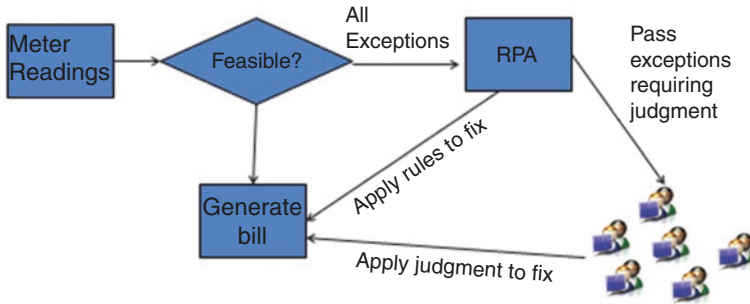 Meter
Readings
Feasible?
All
Exceptions
RPA
Pass
exceptions
requiring
judgment
Apply rules to fix
Generate
bill
Apply judgment to fix